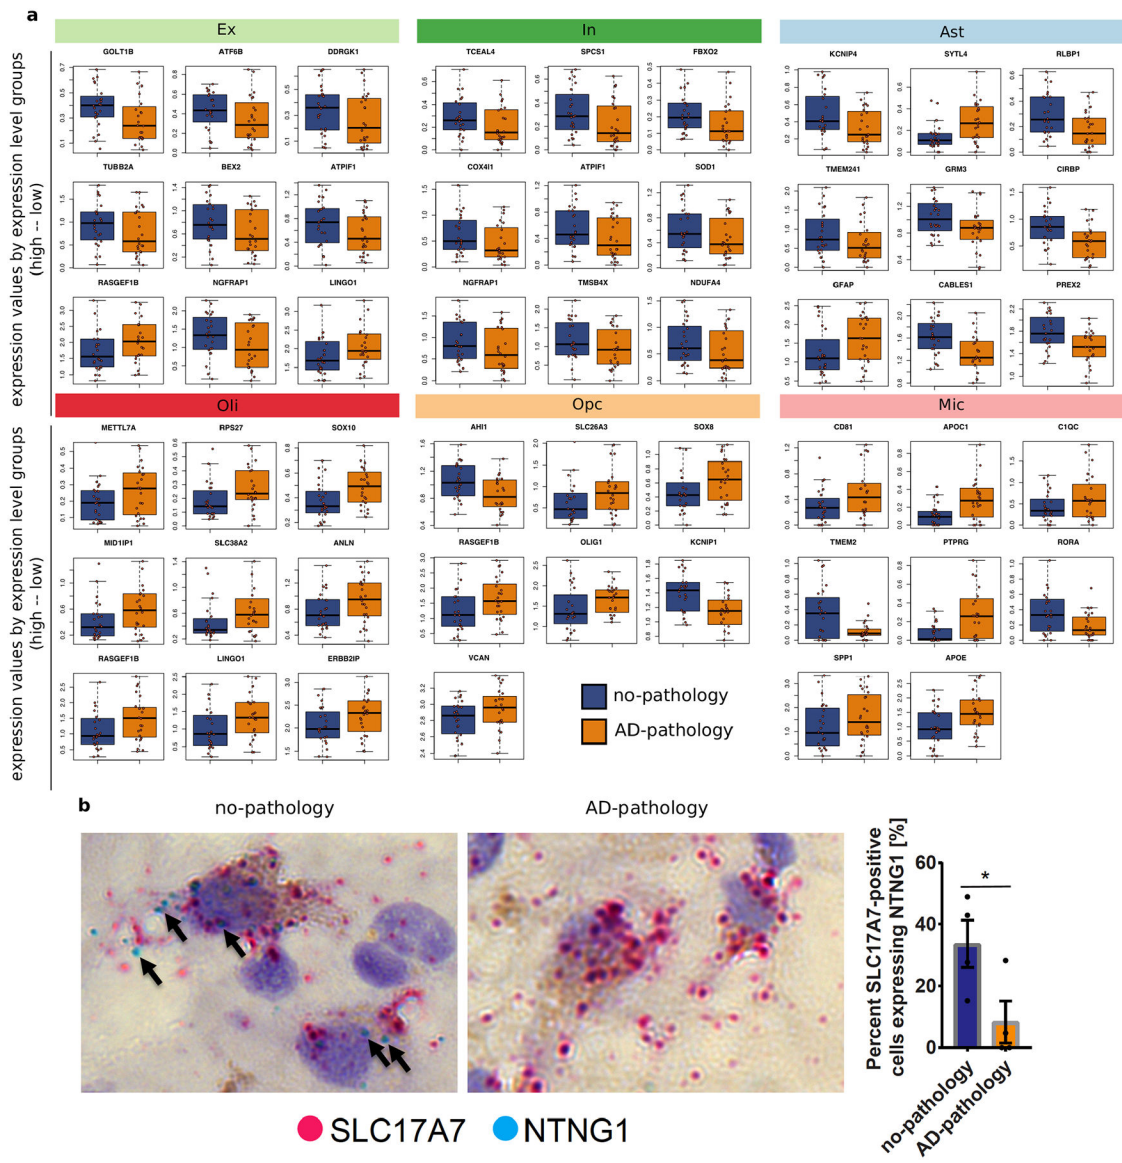 a
Ex In Ast
GOLT1B ATF6B DDRGK1 TCEAL4 SPCS1 FBXO2 KCNIP4 SYTL4 RLBP1
TUBB2A BEX2 ATPIF1 COX4I1 ATPIF1 SOD1 TMEM241 GRM3 CIRBP
RASGEF1B NGFRAP1 LINGO1 NGFRAP1 TMSB4X NDUFA4 GFAP CABLES1 PREX2
expression values by expression level groups
(high -- low)
Oli Opc Mic
METTL7A RPS27 SOX10 AHI1 SLC26A3 SOX8 CD81 APOC1 C1QC
MID1IP1 SLC38A2 ANLN RASGEF1B OLIG1 KCNIP1 TMEM2 PTPRG RORA
RASGEF1B LINGO1 ERBB2IP VCAN SPP1 APOE
expression values by expression level groups
(high -- low)
no-pathology
AD-pathology
b
no-pathology AD-pathology
Percent SLC17A7-positive
cells expressing NTNG1 [%]
60
40
20
0
*
no-pathology
AD-pathology
SLC17A7 NTNG1